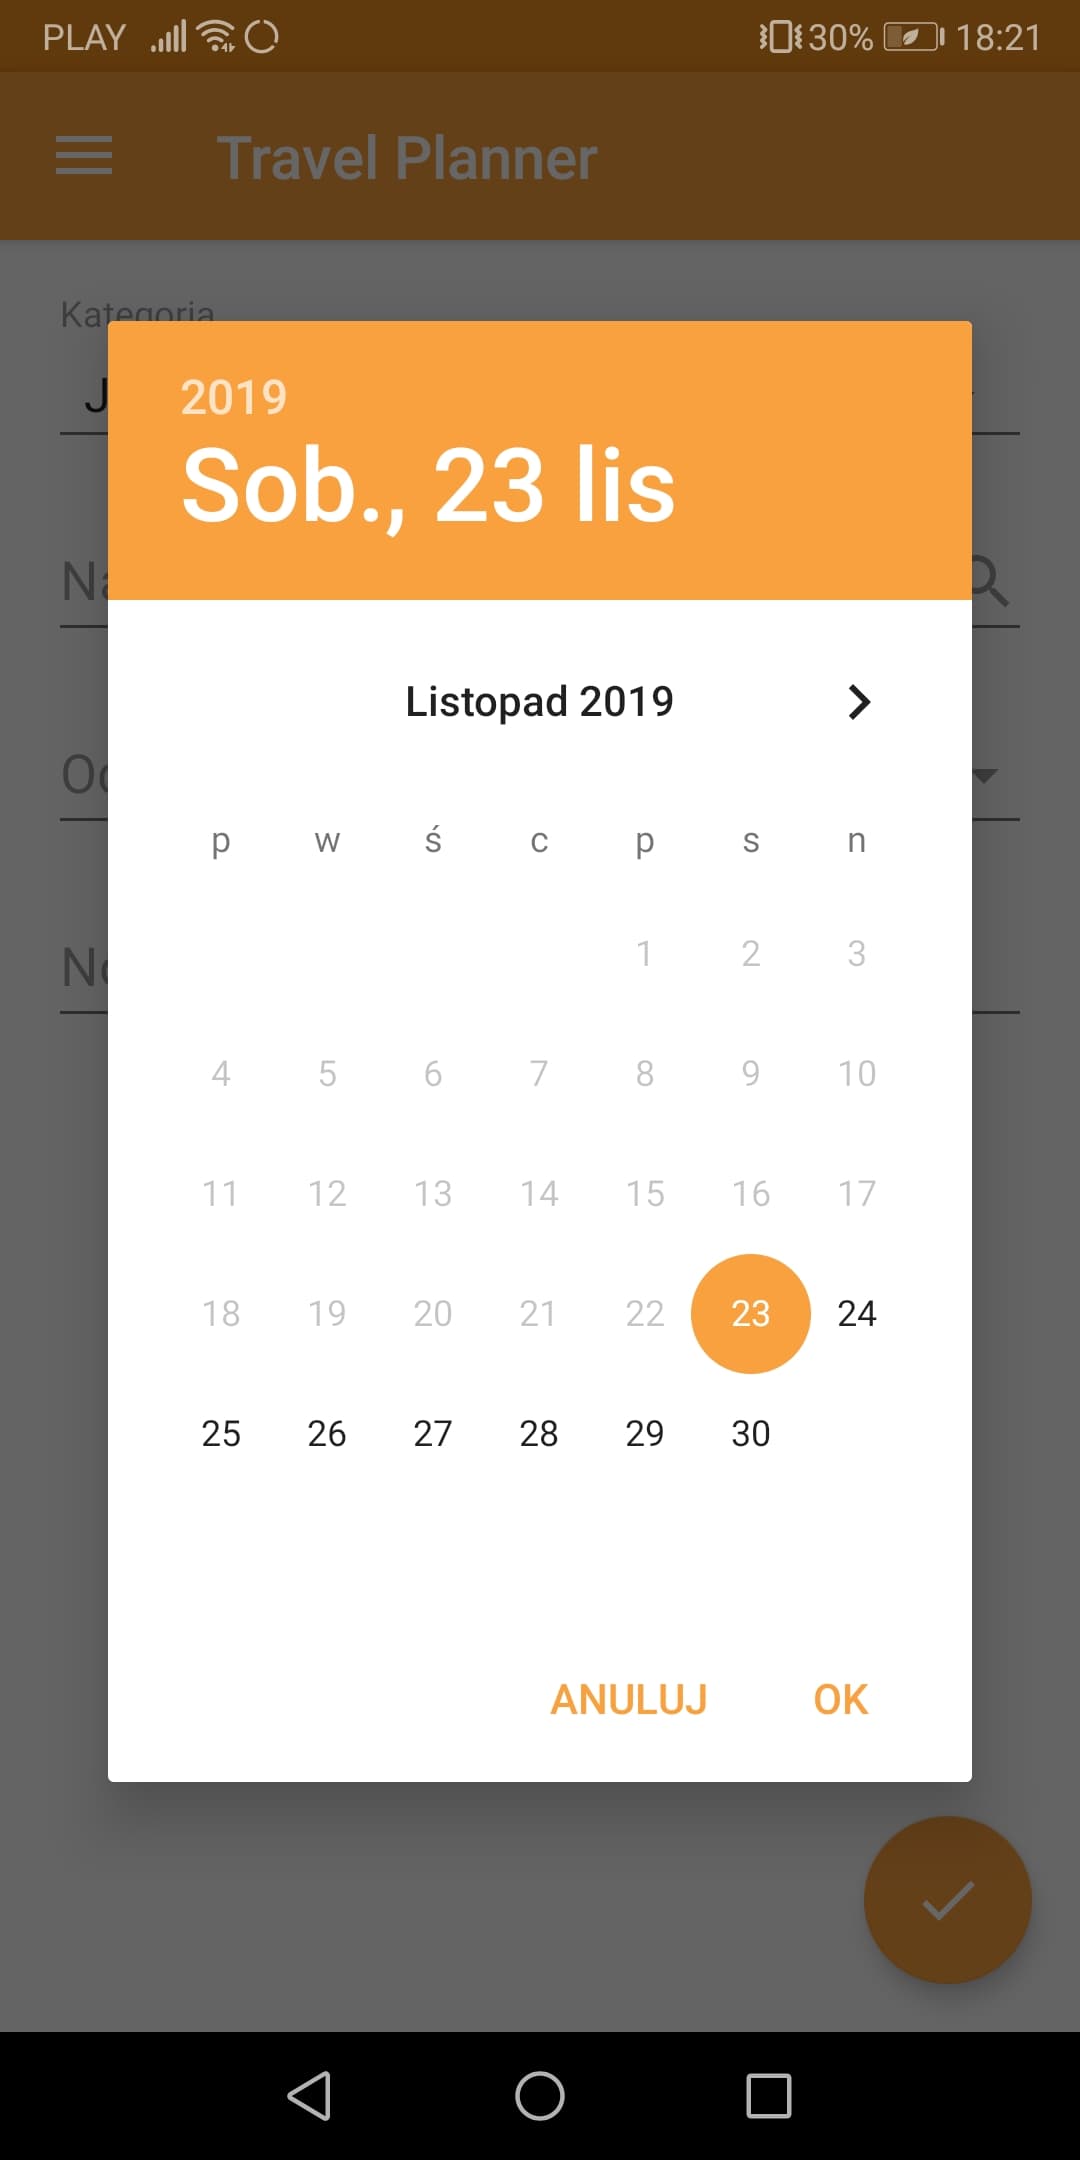 PLAY 30% 18:21
Travel Planner
Kategoria
2019
Sob., 23 lis
Listopad 2019
p w ś c p s n
1 2 3
4 5 6 7 8 9 10
11 12 13 14 15 16 17
18 19 20 21 22 23 24
25 26 27 28 29 30
ANULUJ OK